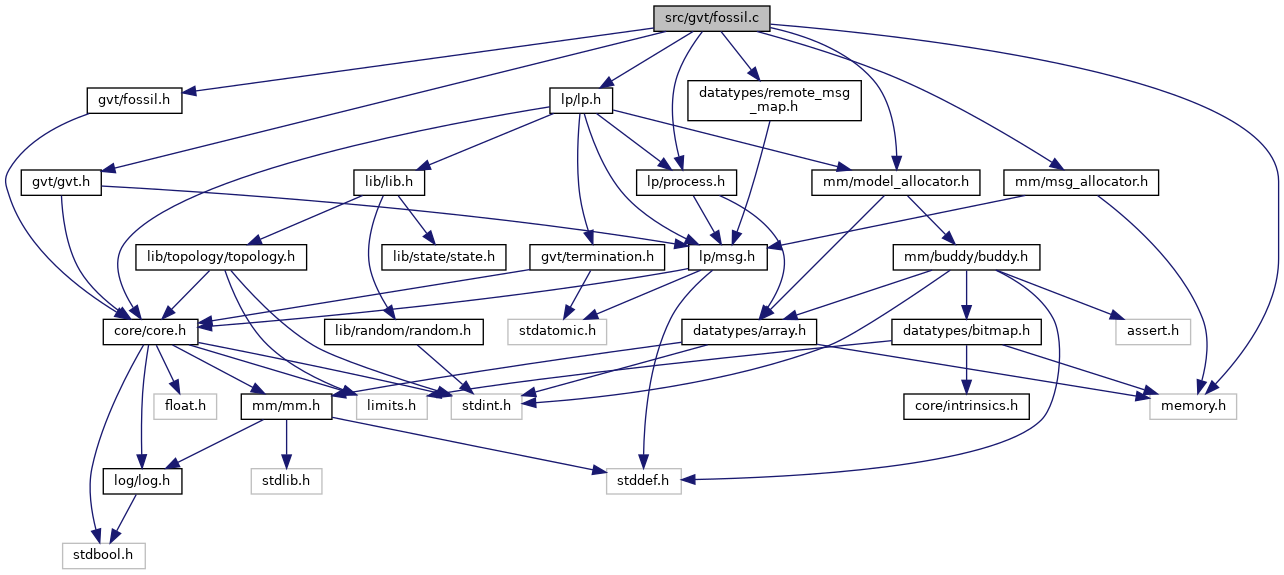 src/gvt/fossil.c
gvt/fossil.h
lp/lp.h
datatypes/remote_msg
_map.h
gvt/gvt.h
lib/lib.h
lp/process.h
mm/model_allocator.h
mm/msg_allocator.h
lib/topology/topology.h
lib/state/state.h
gvt/termination.h
lp/msg.h
mm/buddy/buddy.h
core/core.h
lib/random/random.h
stdatomic.h
datatypes/array.h
datatypes/bitmap.h
assert.h
float.h
mm/mm.h
limits.h
stdint.h
core/intrinsics.h
memory.h
log/log.h
stdlib.h
stddef.h
stdbool.h